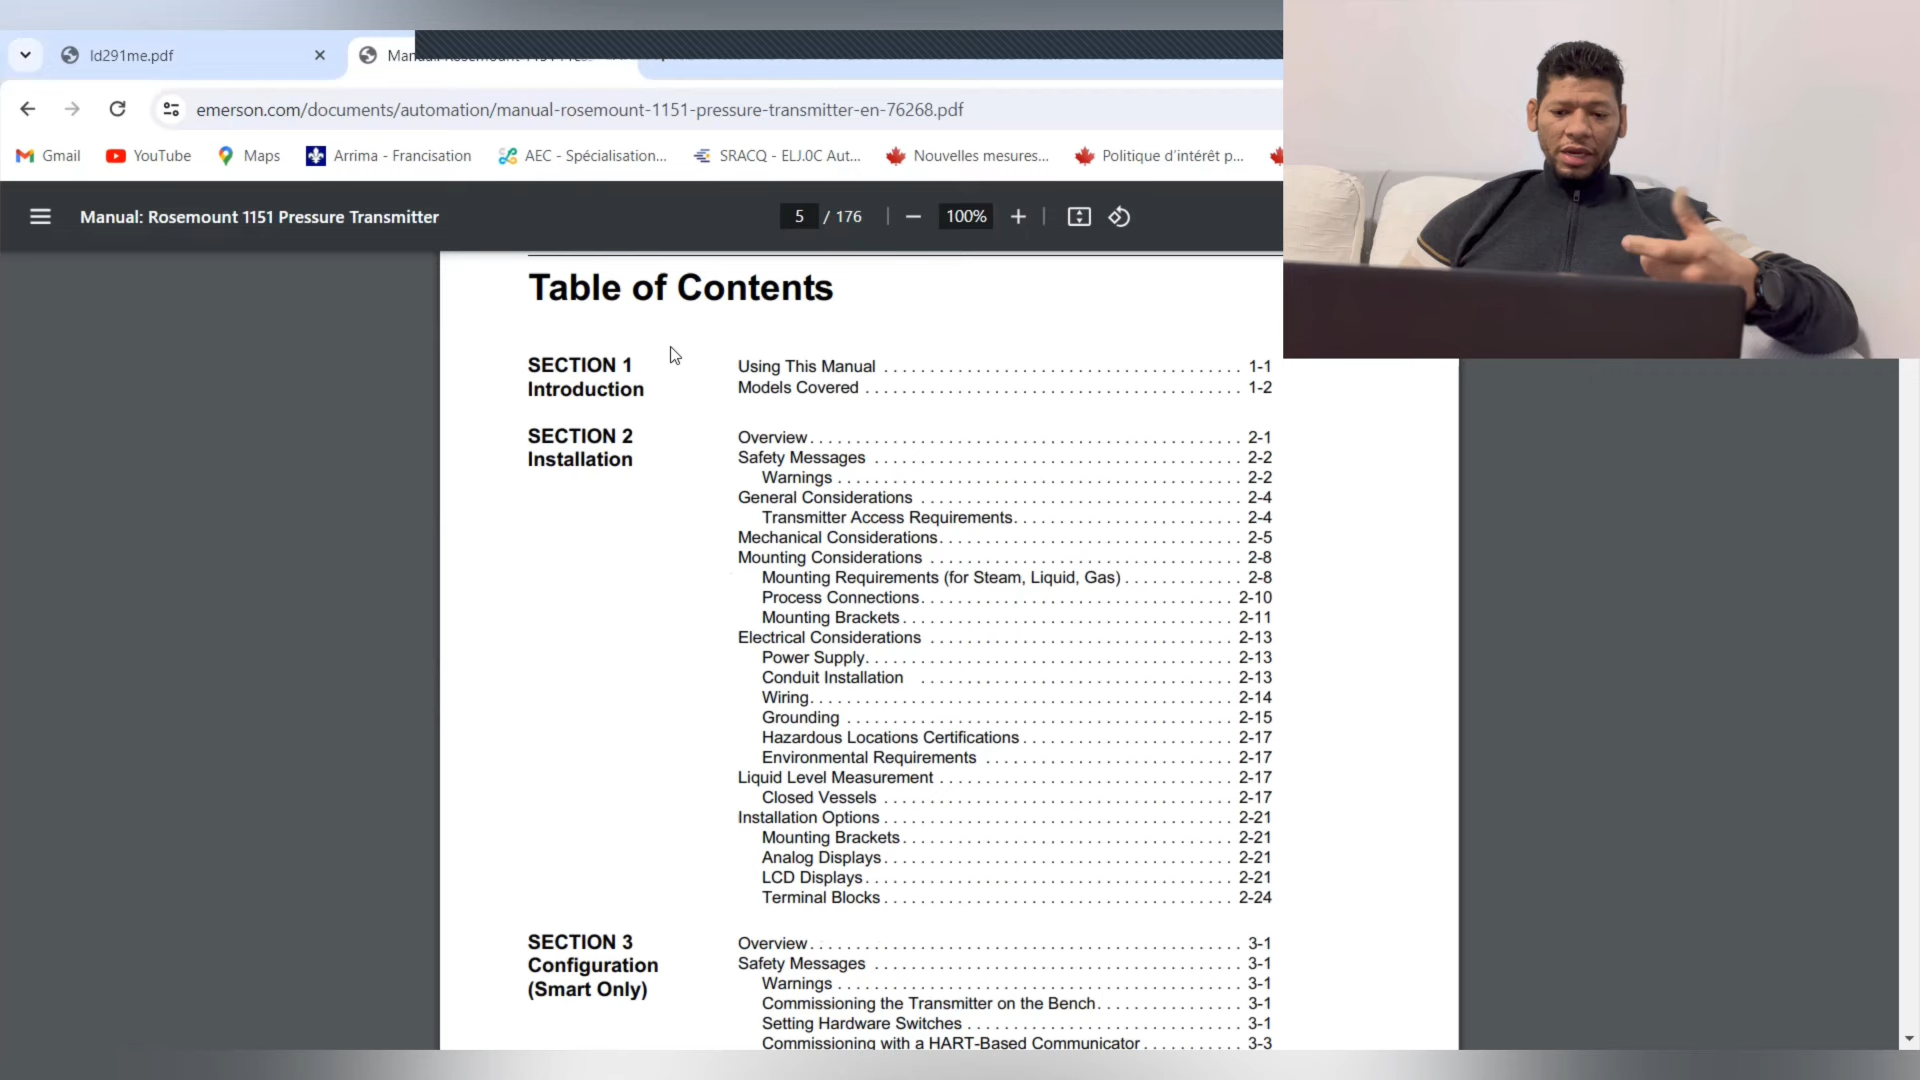 ld291me.pdf
emerson.com/documents/automation/manual-rosemount-1151-pressure-transmitter-en-76268.pdf
Gmail YouTube Maps Arrima - Francisation AEC - Spécialisation... SRACQ - ELJ.0C Aut... Nouvelles mesures... Politique d'intérêt p...
Manual: Rosemount 1151 Pressure Transmitter 5 / 176 100%
Table of Contents
SECTION 1
Introduction
Using This Manual 1-1
Models Covered 1-2
SECTION 2
Installation
Overview 2-1
Safety Messages 2-2
Warnings 2-2
General Considerations 2-4
Transmitter Access Requirements 2-4
Mechanical Considerations 2-5
Mounting Considerations 2-8
Mounting Requirements (for Steam, Liquid, Gas) 2-8
Process Connections 2-10
Mounting Brackets 2-11
Electrical Considerations 2-13
Power Supply 2-13
Conduit Installation 2-13
Wiring 2-14
Grounding 2-15
Hazardous Locations Certifications 2-17
Environmental Requirements 2-17
Liquid Level Measurement 2-17
Closed Vessels 2-17
Installation Options 2-21
Mounting Brackets 2-21
Analog Displays 2-21
LCD Displays 2-21
Terminal Blocks 2-24
SECTION 3
Configuration
(Smart Only)
Overview 3-1
Safety Messages 3-1
Warnings 3-1
Commissioning the Transmitter on the Bench 3-1
Setting Hardware Switches 3-1
Commissioning with a HART-Based Communicator 3-3